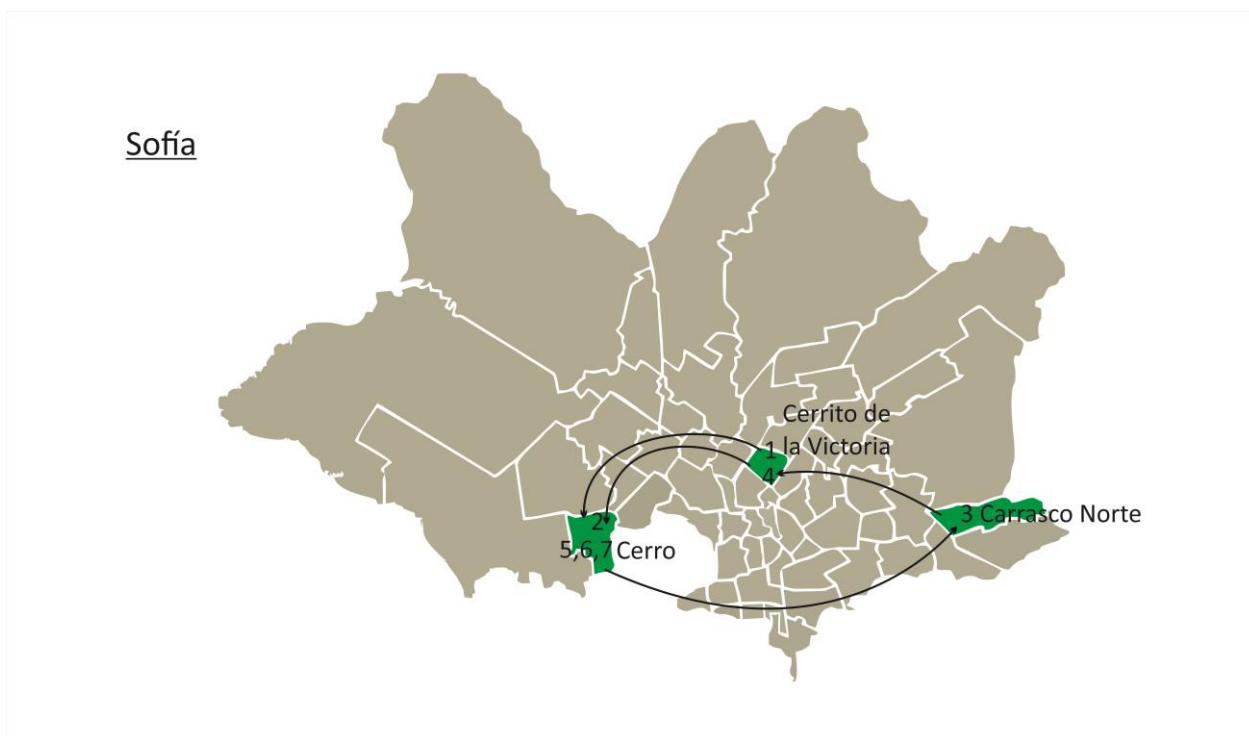 Sofía
Cerrito de
1 la Victoria
4
3 Carrasco Norte
2
5,6,7 Cerro